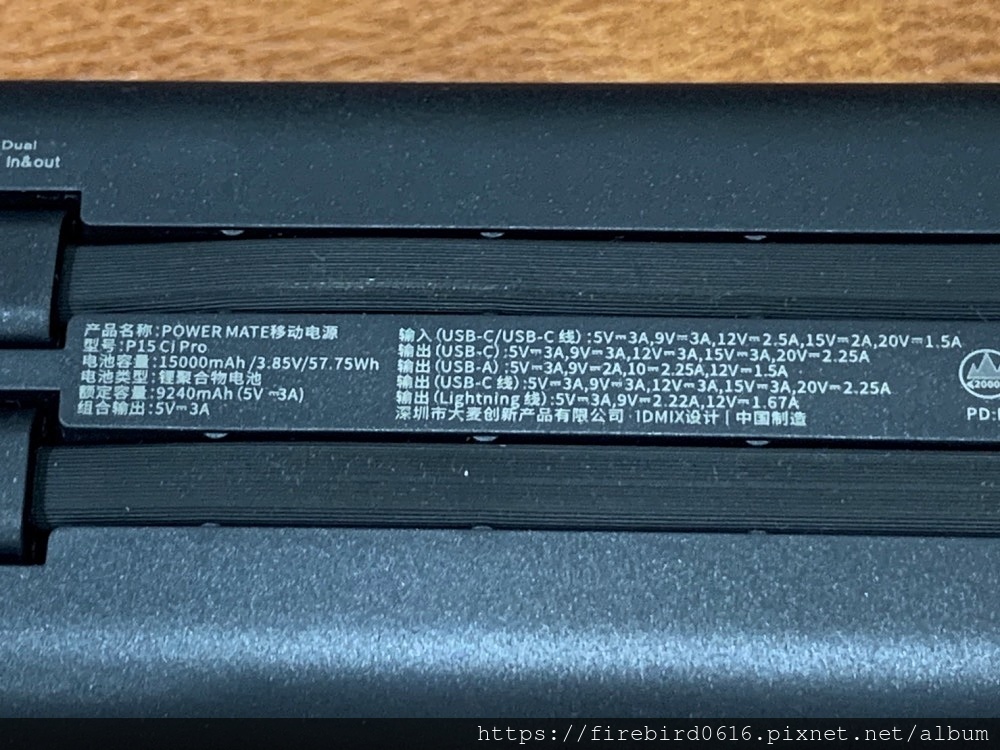 Dual
In&out
产品名称:POWER MATE移动电源
型号:P15 Ci Pro
电池容量:15000mAh/3.85V/57.75Wh
电池类型:锂聚合物电池
额定容量:9240mAh(5V⎓3A)
组合输出:5V⎓3A
输入(USB-C/USB-C 线):5V⎓3A,9V⎓3A,12V⎓2.5A,15V⎓2A,20V⎓1.5A
输出(USB-C):5V⎓3A,9V⎓3A,12V⎓3A,15V⎓3A,20V⎓2.25A
输出(USB-A):5V⎓3A,9V⎓2A,10⎓2.25A,12V⎓1.5A
输出(USB-C 线):5V⎓3A,9V⎓3A,12V⎓3A,15V⎓3A,20V⎓2.25A
输出(Lightning 线):5V⎓3A,9V⎓2.22A,12V⎓1.67A
深圳市大麦创新产品有限公司 IDMIX设计 | 中国制造
≤2000
PD:
https://firebird0616.pixnet.net/album